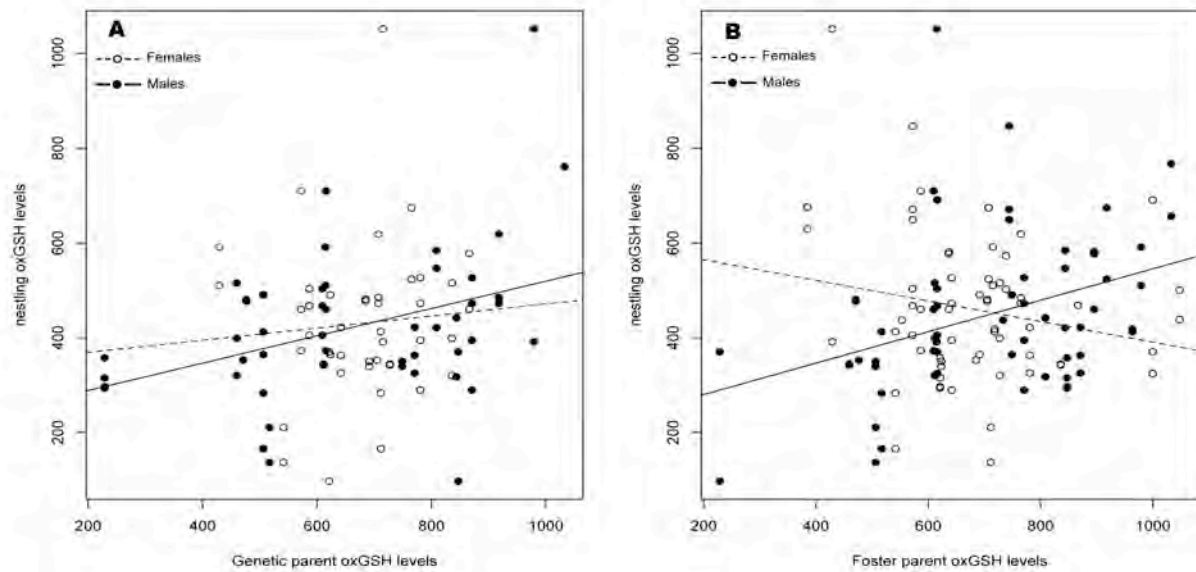 A
Females
Males
nestling oxGSH levels
1000
800
600
400
200
200 400 600 800 1000
Genetic parent oxGSH levels
B
Females
Males
nestling oxGSH levels
1000
800
600
400
200
200 400 600 800 1000
Foster parent oxGSH levels